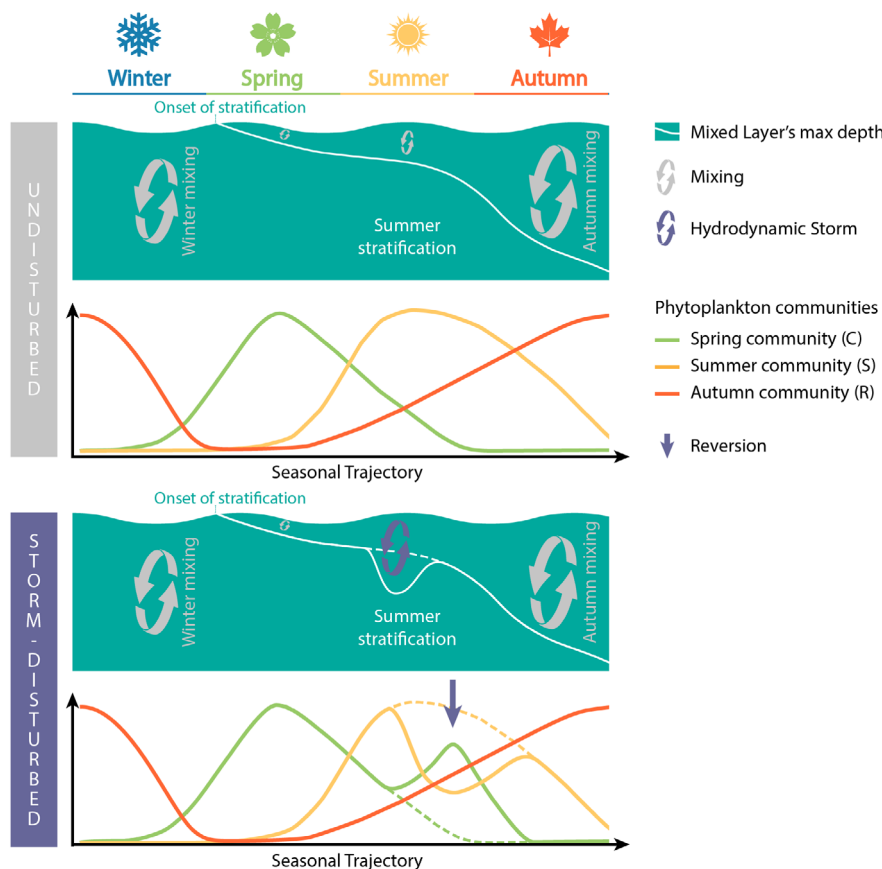 Winter
Spring
Summer
Autumn
Onset of stratification
UNDISTURBED
Winter mixing
Summer
stratification
Autumn mixing
Mixed Layer's max depth
Mixing
Hydrodynamic Storm
Phytoplankton communities
Spring community (C)
Summer community (S)
Autumn community (R)
Reversion
Seasonal Trajectory
Onset of stratification
STORM-DISTURBED
Winter mixing
Summer
stratification
Autumn mixing
Seasonal Trajectory